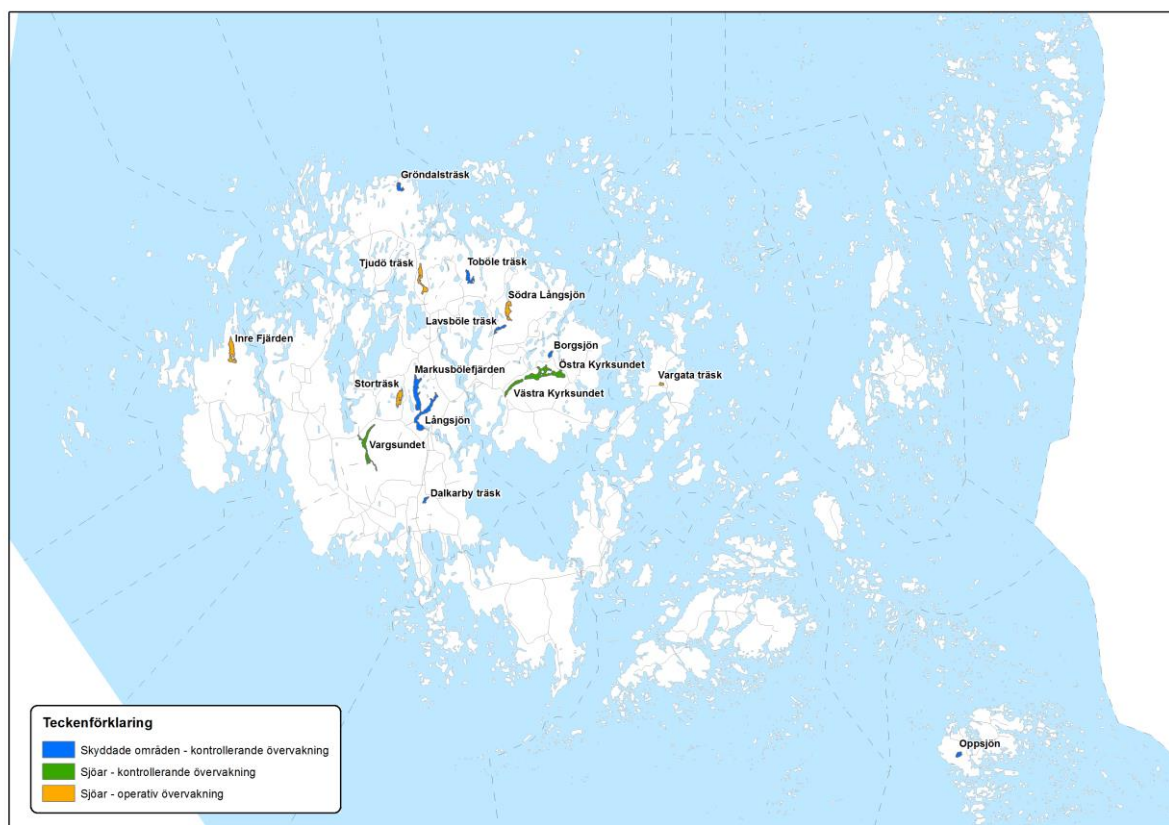 Gröndalsträsk
Tjudö träsk
Toböle träsk
Södra Långsjön
Lavsböle träsk
Inre Fjärden
Borgsjön
Östra Kyrksundet
Markusbölefjärden
Vargata träsk
Storträsk
Västra Kyrksundet
Långsjön
Vargsundet
Dalkarby träsk
Oppsjön
Teckenförklaring
Skyddade områden - kontrollerande övervakning
Sjöar - kontrollerande övervakning
Sjöar - operativ övervakning